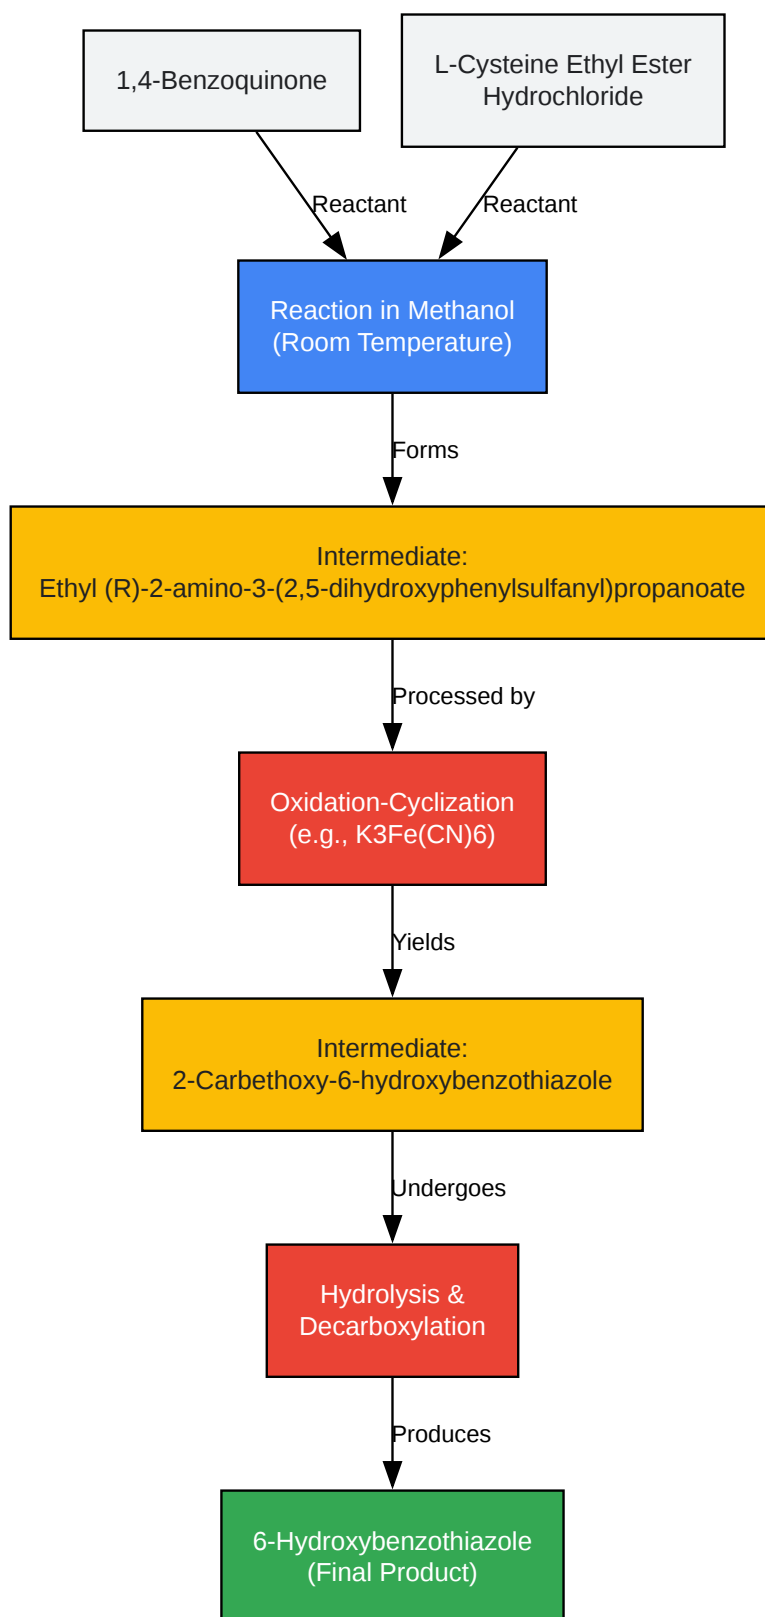 1,4-Benzoquinone
L-Cysteine Ethyl Ester
Hydrochloride
Reactant
Reactant
Reaction in Methanol
(Room Temperature)
Forms
Intermediate:
Ethyl (R)-2-amino-3-(2,5-dihydroxyphenylsulfanyl)propanoate
Processed by
Oxidation-Cyclization
(e.g., K3Fe(CN)6)
Yields
Intermediate:
2-Carbethoxy-6-hydroxybenzothiazole
Undergoes
Hydrolysis &
Decarboxylation
Produces
6-Hydroxybenzothiazole
(Final Product)